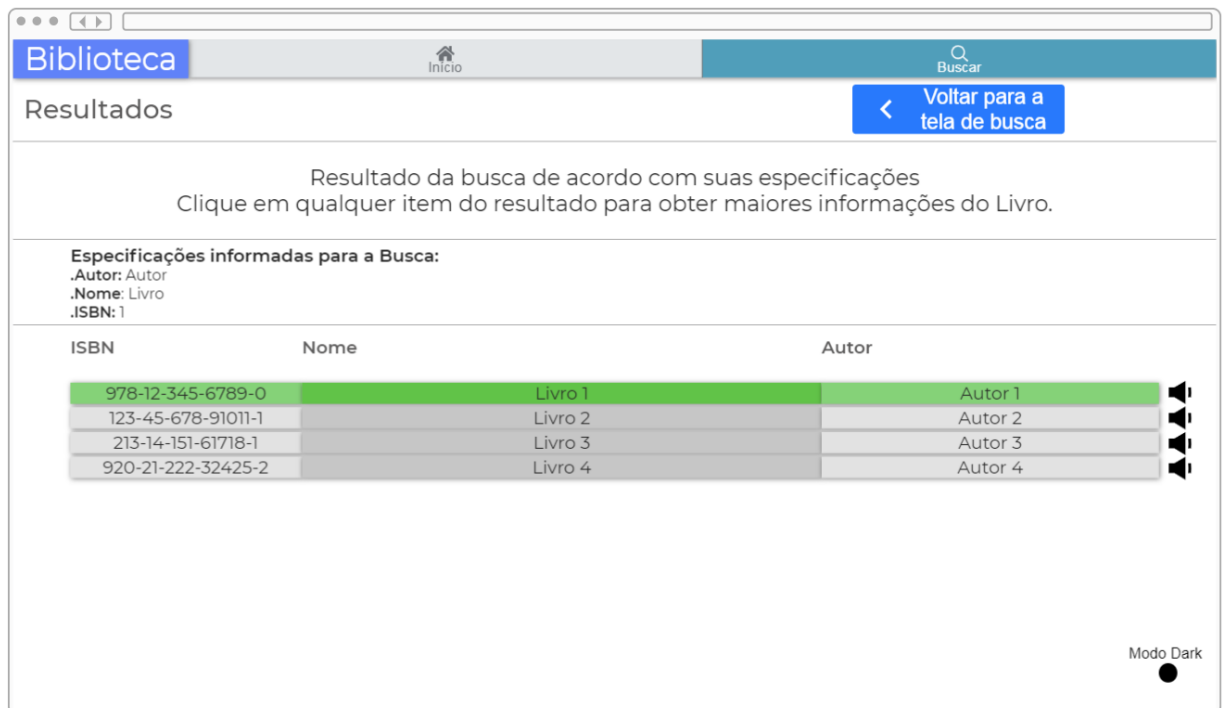 Biblioteca
Início
Buscar
Resultados
Voltar para a
tela de busca
Resultado da busca de acordo com suas especificações
Clique em qualquer item do resultado para obter maiores informações do Livro.
Especificações informadas para a Busca:
.Autor: Autor
.Nome: Livro
.ISBN: 1
ISBN Nome Autor
978-12-345-6789-0 Livro 1 Autor 1
123-45-678-91011-1 Livro 2 Autor 2
213-14-151-61718-1 Livro 3 Autor 3
920-21-222-32425-2 Livro 4 Autor 4
Modo Dark